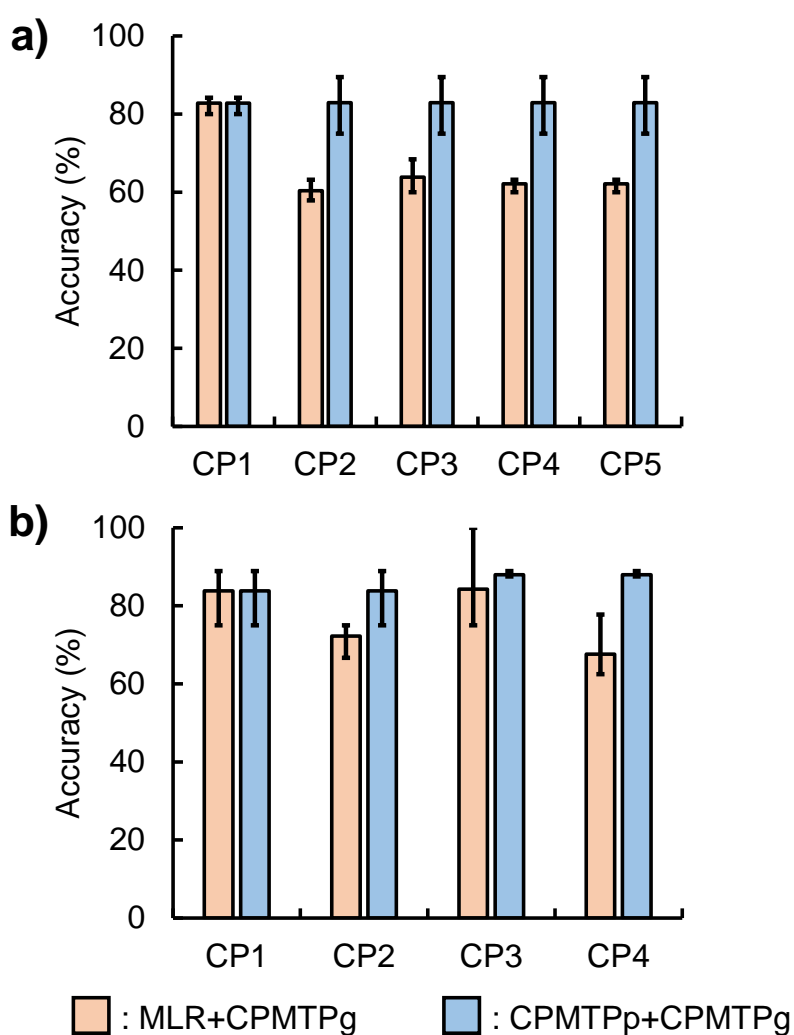 a)
Accuracy (%)
100
80
60
40
20
0
CP1 CP2 CP3 CP4 CP5
b)
Accuracy (%)
100
80
60
40
20
0
CP1 CP2 CP3 CP4
: MLR+CPMTPg : CPMTPp+CPMTPg